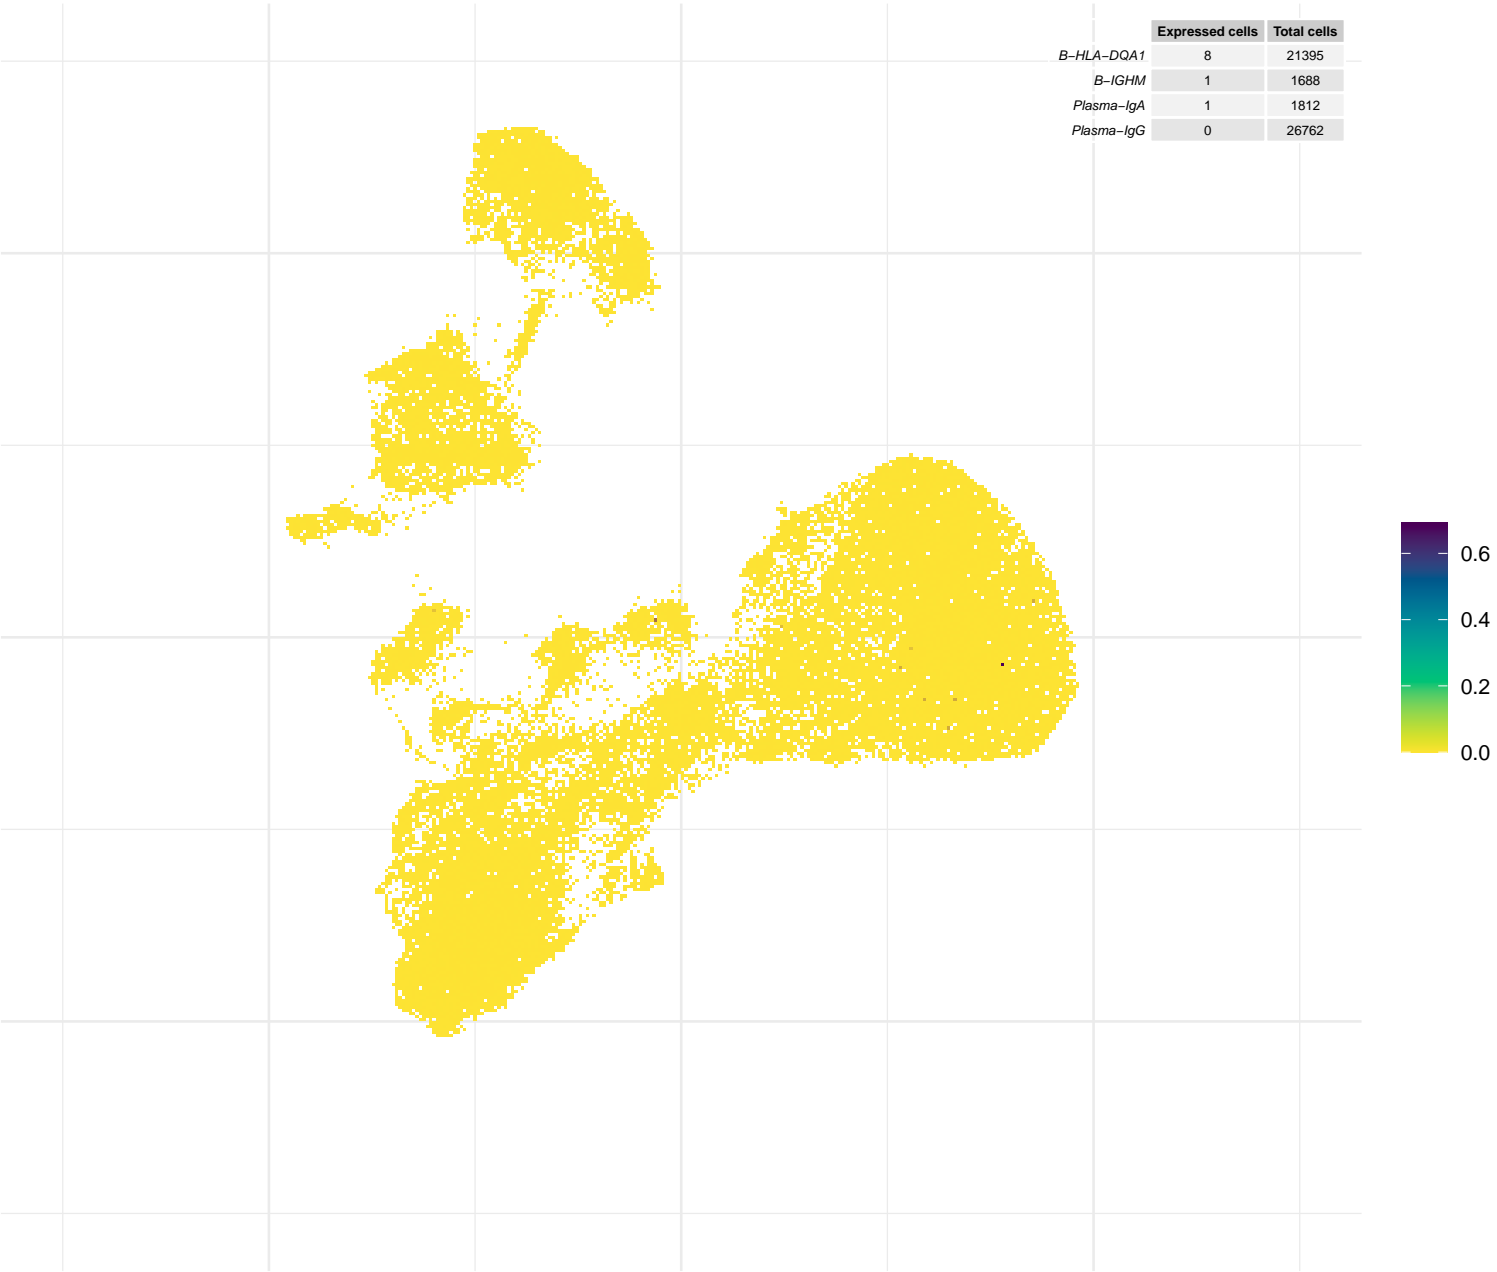 Expressed cells Total cells
B−HLA−DQA1 8 21395
B−IGHM 1 1688
Plasma−IgA 1 1812
Plasma−IgG 0 26762
0.6
0.4
0.2
0.0